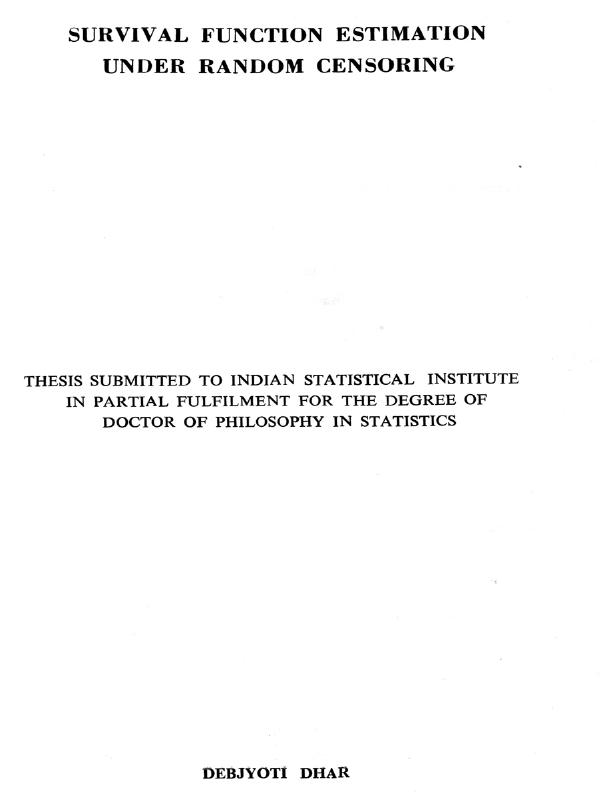 SURVIVAL FUNCTION ESTIMATION
UNDER RANDOM CENSORING
THESIS SUBMITTED TO INDIAN STATISTICAL INSTITUTE
IN PARTIAL FULFILMENT FOR THE DEGREE OF
DOCTOR OF PHILOSOPHY IN STATISTICS
DEBJYOTI DHAR